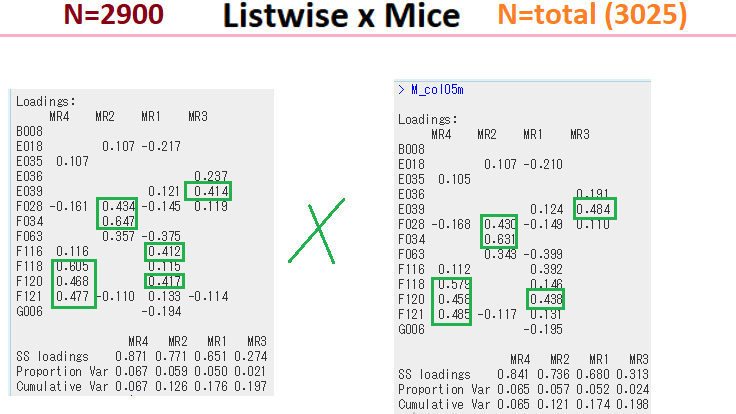 N=2900 Listwise x Mice N=total (3025)
Loadings:
MR4 MR2 MR1 MR3
B008
E018 0.107 -0.217
E035 0.107
E036 0.237
E039 0.121 0.414
F028 -0.161 0.434 -0.145 0.119
F034 0.647
F063 0.357 -0.375
F116 0.116 0.412
F118 0.605 0.115
F120 0.468 0.417
F121 0.477 -0.110 0.133 -0.114
G006 -0.194
MR4 MR2 MR1 MR3
SS loadings 0.871 0.771 0.651 0.274
Proportion Var 0.067 0.059 0.050 0.021
Cumulative Var 0.067 0.126 0.176 0.197
X
> M_col05m
Loadings:
MR4 MR2 MR1 MR3
B008
E018 0.107 -0.210
E035 0.105
E036 0.191
E039 0.124 0.484
F028 -0.168 0.430 -0.149 0.110
F034 0.631
F063 0.343 -0.399
F116 0.112 0.392
F118 0.579 0.146
F120 0.458 0.438
F121 0.485 -0.117 0.131
G006 -0.195
MR4 MR2 MR1 MR3
SS loadings 0.841 0.736 0.680 0.313
Proportion Var 0.065 0.057 0.052 0.024
Cumulative Var 0.065 0.121 0.174 0.198